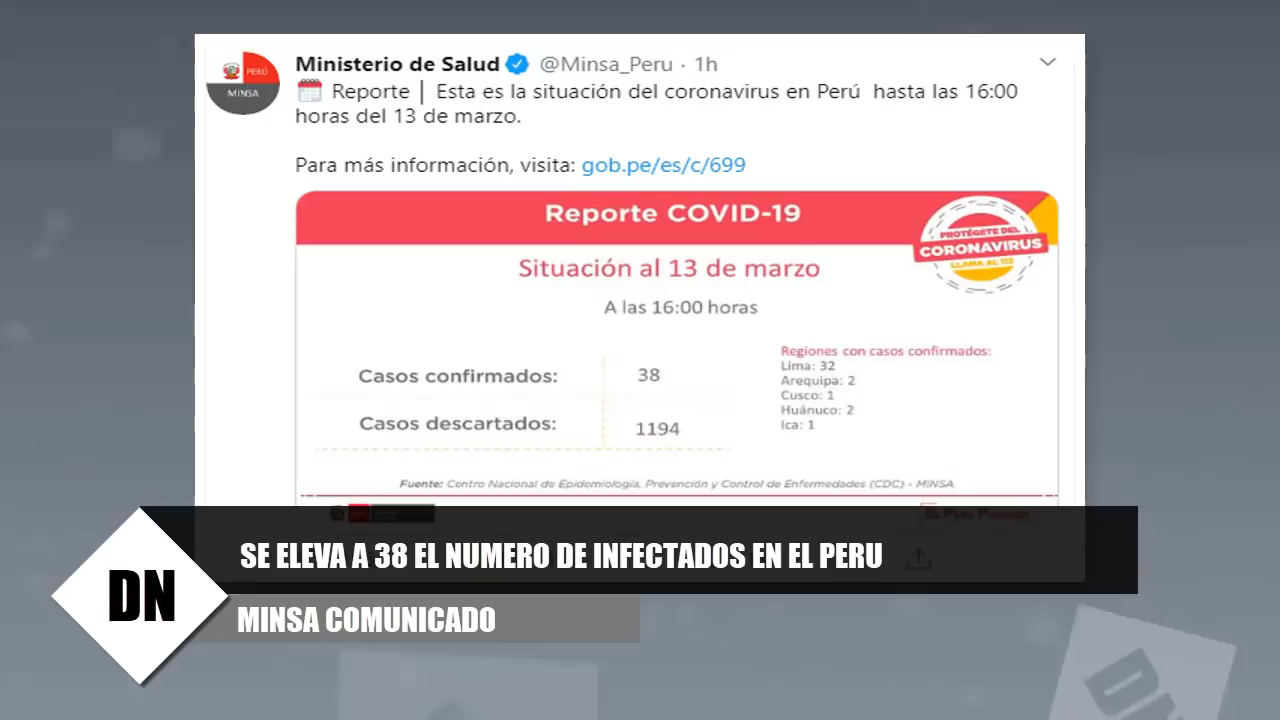 Ministerio de Salud @Minsa_Peru · 1h
PERÚ
MINSA
Reporte | Esta es la situación del coronavirus en Perú hasta las 16:00
horas del 13 de marzo.
Para más información, visita: gob.pe/es/c/699
Reporte COVID-19
PROTÉGETE DEL
CORONAVIRUS
LLAMA AL 113
Situación al 13 de marzo
A las 16:00 horas
Casos confirmados: 38
Casos descartados: 1194
Regiones con casos confirmados:
Lima: 32
Arequipa: 2
Cusco: 1
Huánuco: 2
Ica: 1
Fuente: Centro Nacional de Epidemiología, Prevención y Control de Enfermedades (CDC) - MINSA
SE ELEVA A 38 EL NUMERO DE INFECTADOS EN EL PERU
DN
MINSA COMUNICADO